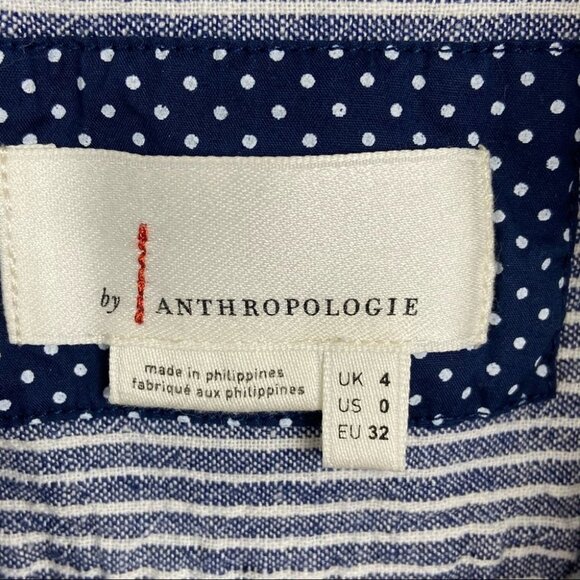 by ANTHROPOLOGIE
made in philippines
fabriqué aux philippines
UK 4
US 0
EU 32